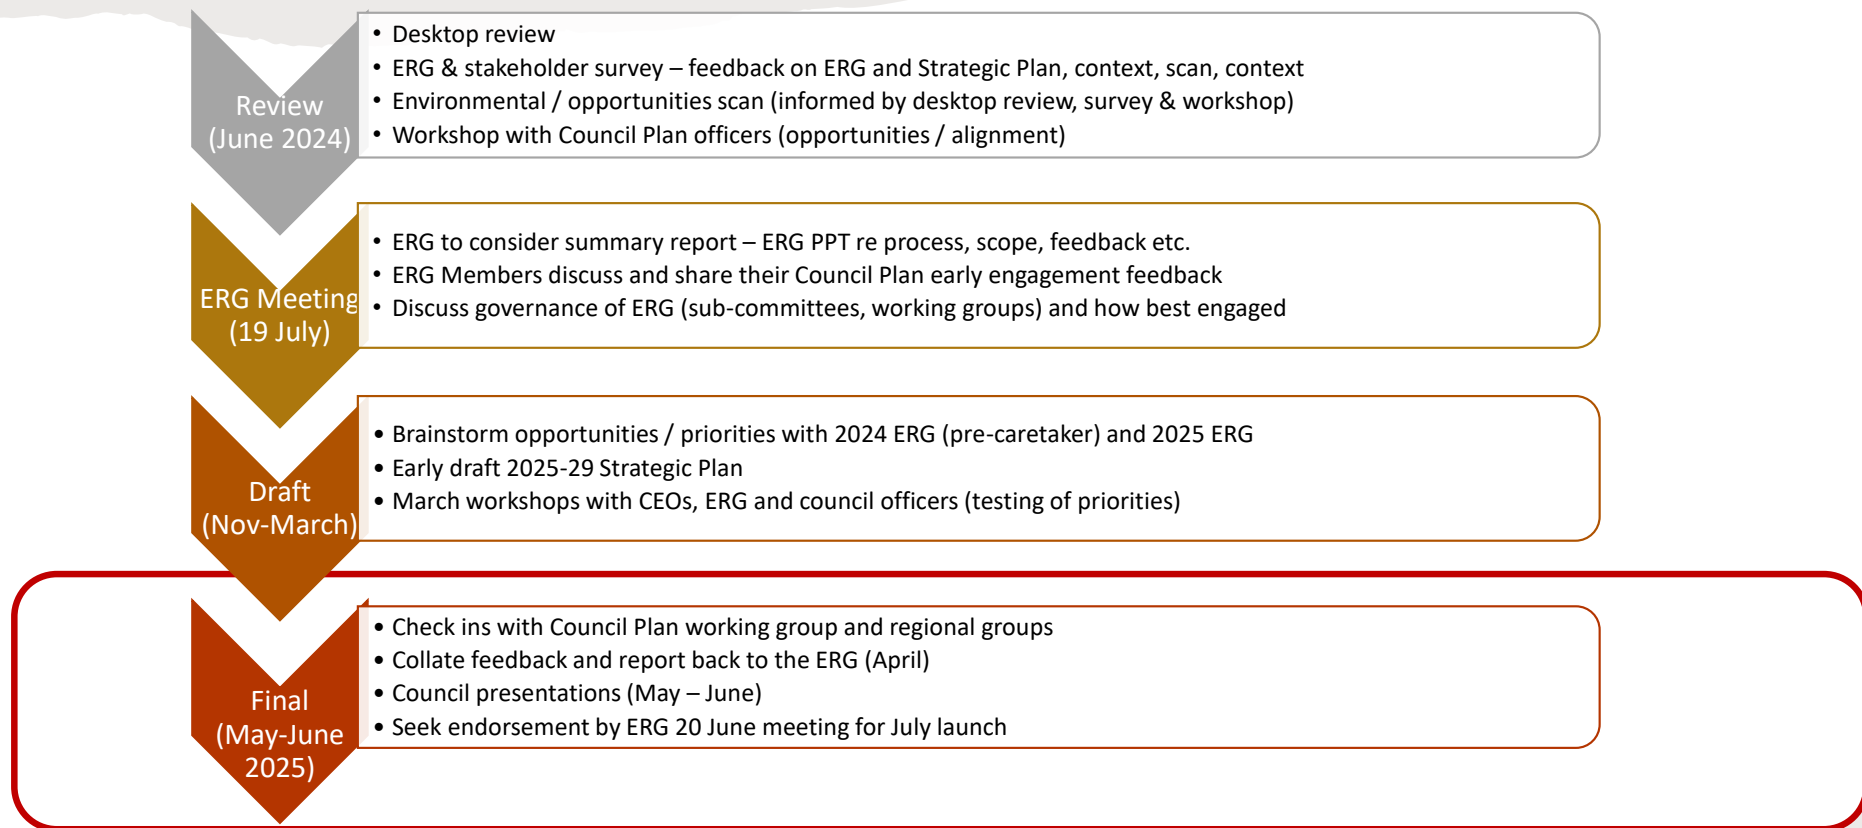 Review
(June 2024)
• Desktop review
• ERG & stakeholder survey – feedback on ERG and Strategic Plan, context, scan, context
• Environmental / opportunities scan (informed by desktop review, survey & workshop)
• Workshop with Council Plan officers (opportunities / alignment)
ERG Meeting
(19 July)
• ERG to consider summary report – ERG PPT re process, scope, feedback etc.
• ERG Members discuss and share their Council Plan early engagement feedback
• Discuss governance of ERG (sub-committees, working groups) and how best engaged
Draft
(Nov-March)
• Brainstorm opportunities / priorities with 2024 ERG (pre-caretaker) and 2025 ERG
• Early draft 2025-29 Strategic Plan
• March workshops with CEOs, ERG and council officers (testing of priorities)
Final
(May-June
2025)
• Check ins with Council Plan working group and regional groups
• Collate feedback and report back to the ERG (April)
• Council presentations (May – June)
• Seek endorsement by ERG 20 June meeting for July launch